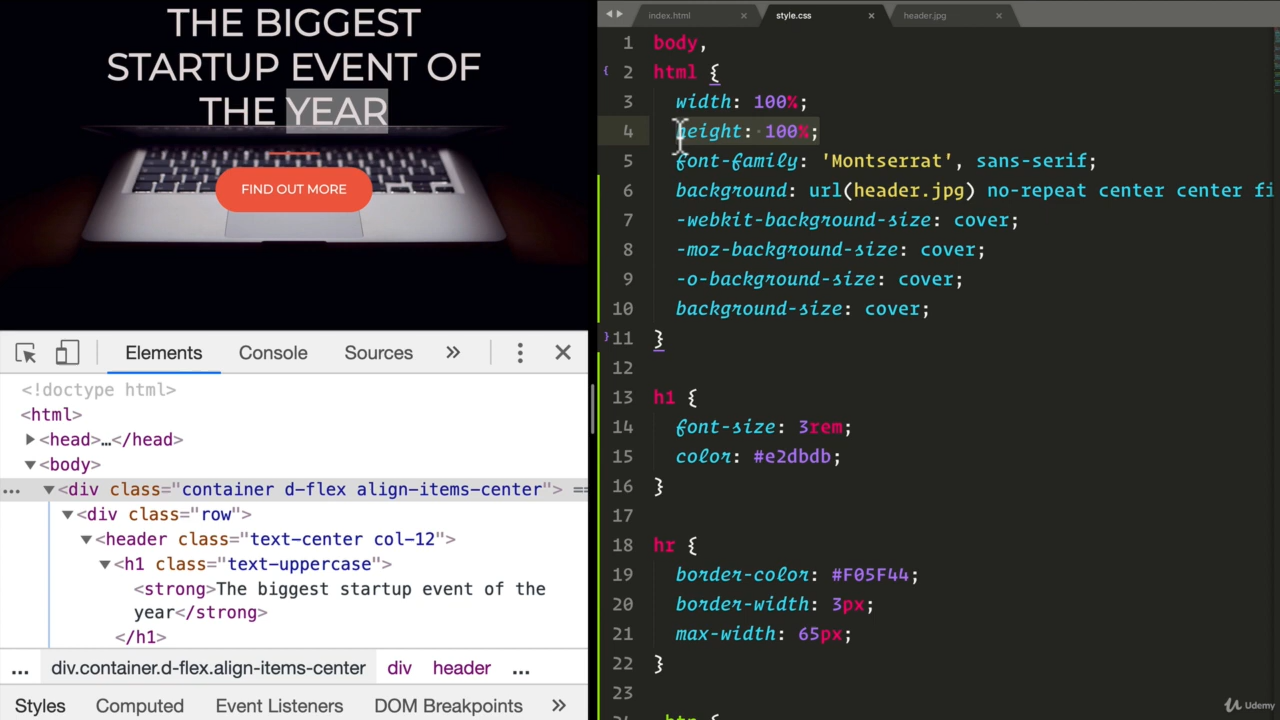 THE BIGGEST
STARTUP EVENT OF
THE YEAR
FIND OUT MORE
Elements Console Sources »
<!doctype html>
<html>
<head>…</head>
<body>
… <div class="container d-flex align-items-center"> ==
<div class="row">
<header class="text-center col-12">
<h1 class="text-uppercase">
<strong>The biggest startup event of the
year</strong>
</h1>
... div.container.d-flex.align-items-center div header ...
Styles Computed Event Listeners DOM Breakpoints »
index.html × style.css × header.jpg ×
1 body,
2 html {
3 width: 100%;
4 height: 100%;
5 font-family: 'Montserrat', sans-serif;
6 background: url(header.jpg) no-repeat center center fi
7 -webkit-background-size: cover;
8 -moz-background-size: cover;
9 -o-background-size: cover;
10 background-size: cover;
11 }
12
13 h1 {
14 font-size: 3rem;
15 color: #e2dbdb;
16 }
17
18 hr {
19 border-color: #F05F44;
20 border-width: 3px;
21 max-width: 65px;
22 }
23
Udemy